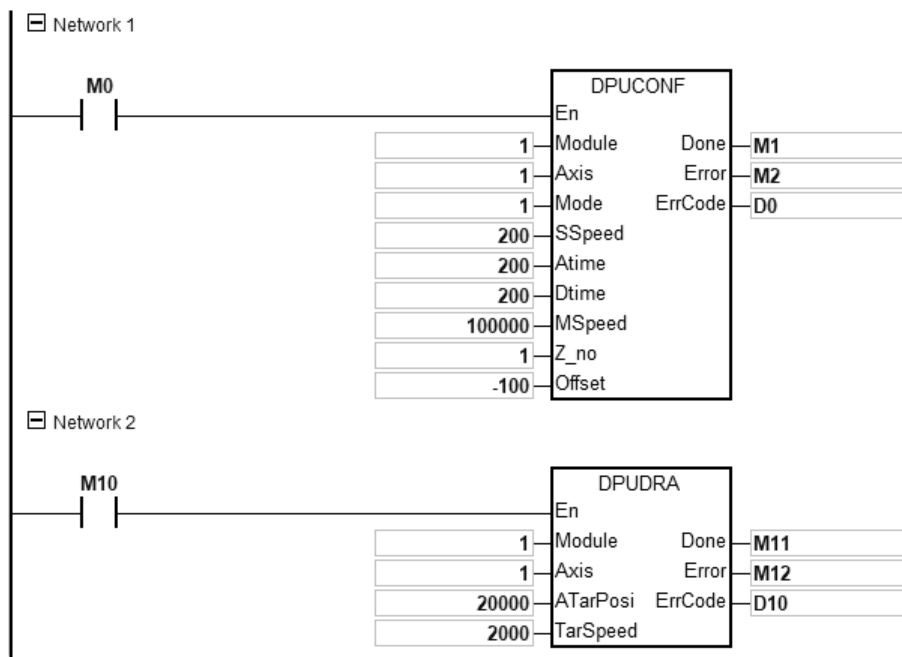 Network 1
M0
DPUCONF
En
1 Module Done M1
1 Axis Error M2
1 Mode ErrCode D0
200 SSpeed
200 Atime
200 Dtime
100000 MSpeed
1 Z_no
-100 Offset
Network 2
M10
DPUDRA
En
1 Module Done M11
1 Axis Error M12
20000 ATarPosi ErrCode D10
2000 TarSpeed